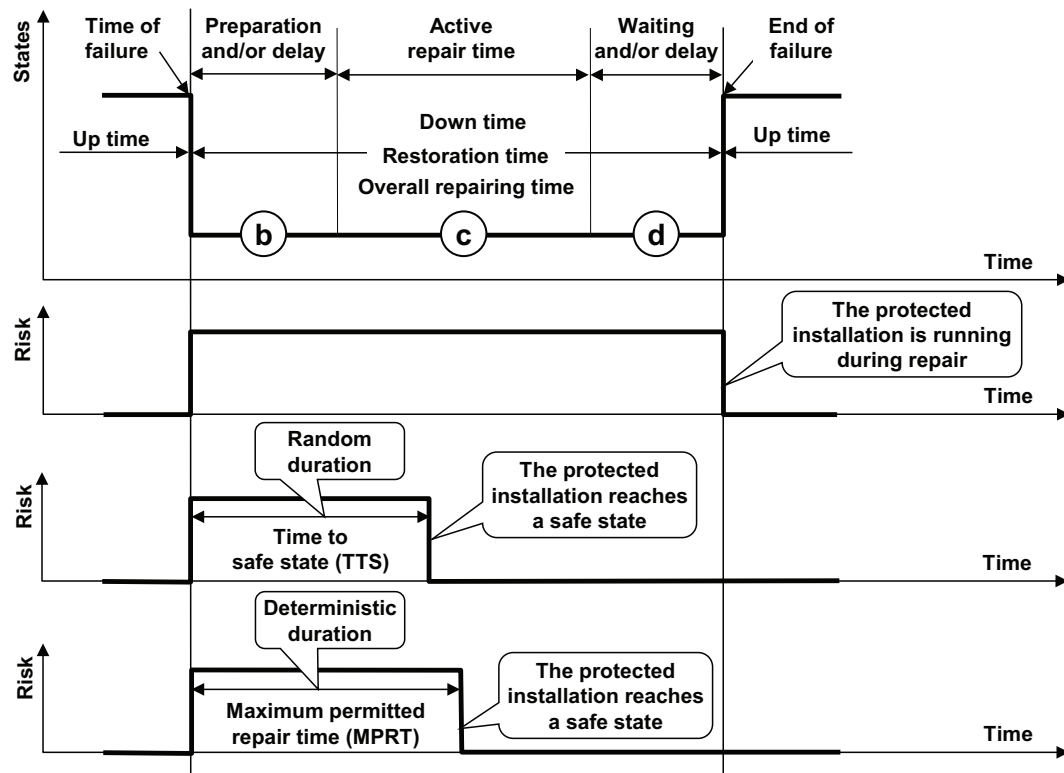 States
Time of
failure
Preparation
and/or delay
Active
repair time
Waiting
and/or delay
End of
failure
Up time
Down time
Restoration time
Overall repairing time
Up time
b
c
d
Time
Risk
The protected
installation is running
during repair
Time
Risk
Random
duration
Time to
safe state (TTS)
The protected
installation reaches
a safe state
Time
Risk
Deterministic
duration
Maximum permitted
repair time (MPRT)
The protected
installation reaches
a safe state
Time